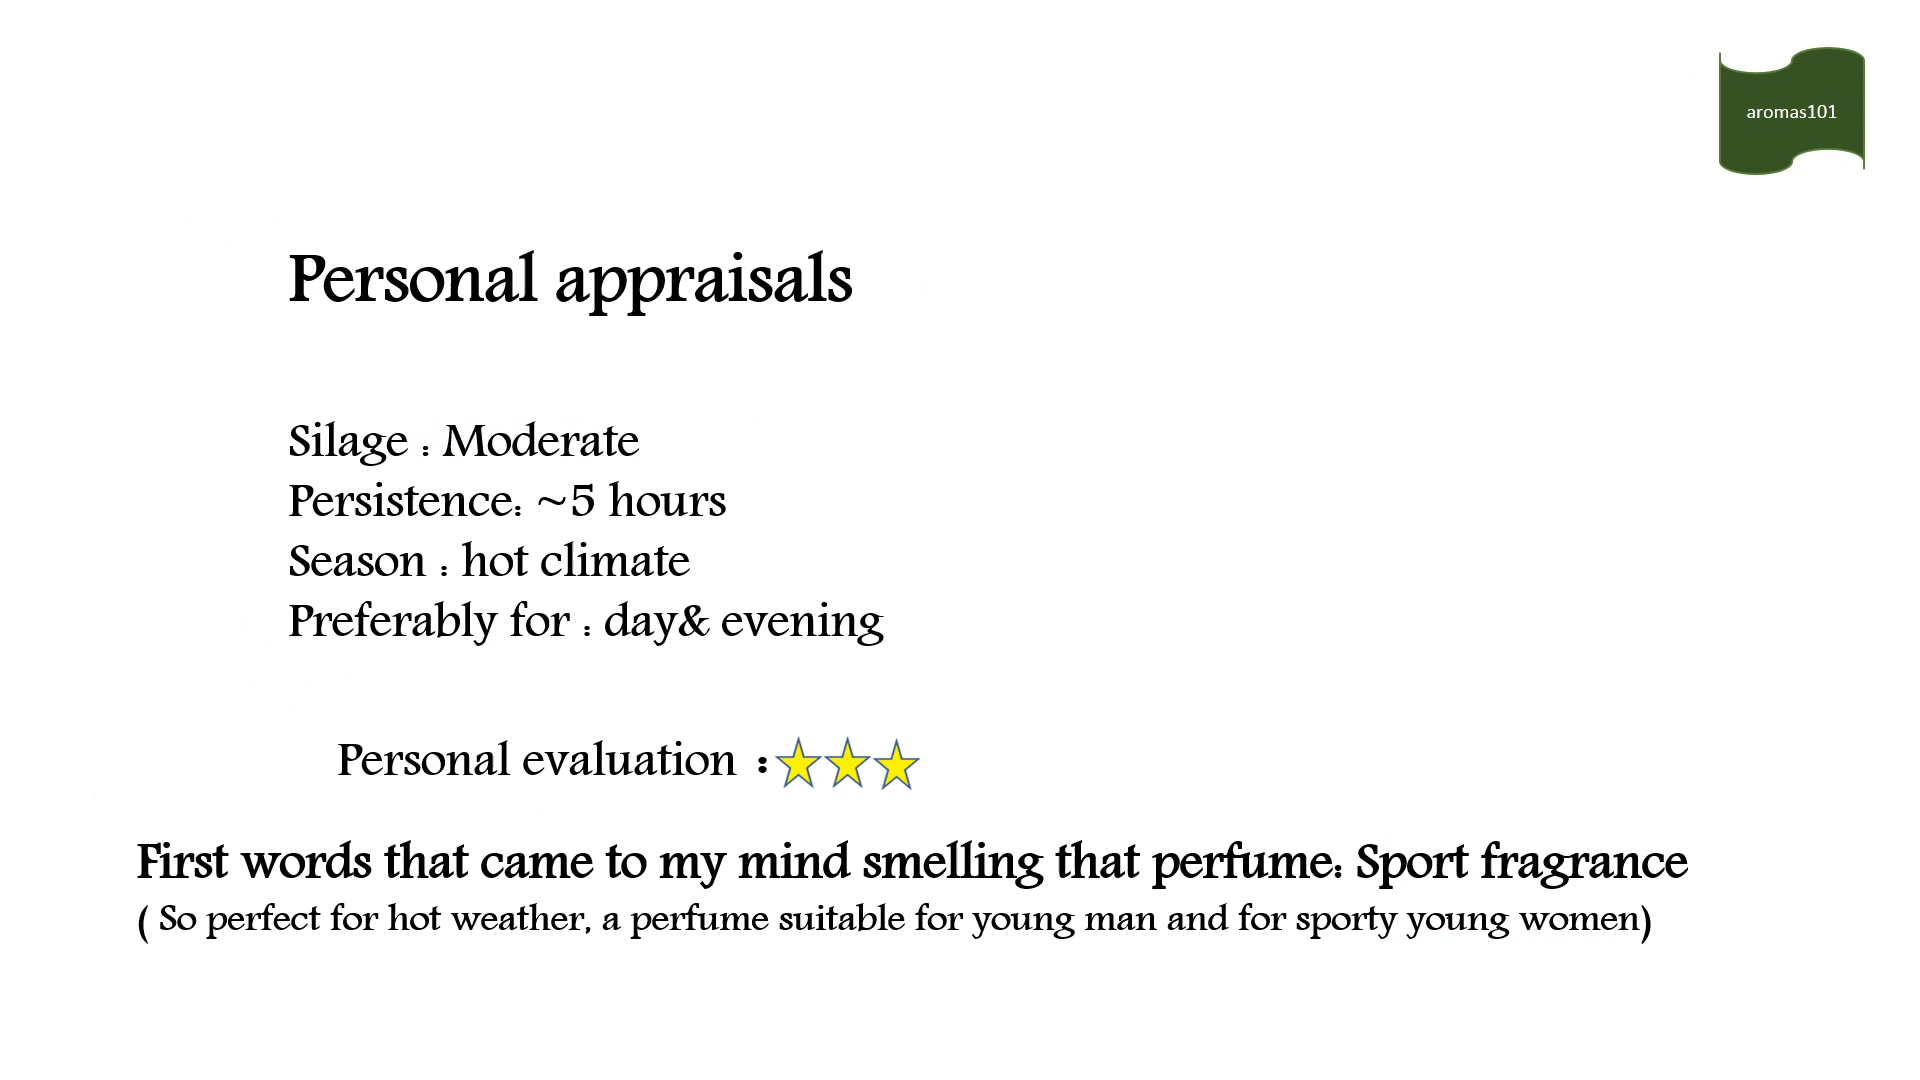 aromas101
Personal appraisals
Silage : Moderate
Persistence: ~5 hours
Season : hot climate
Preferably for : day& evening
Personal evaluation :
First words that came to my mind smelling that perfume: Sport fragrance
( So perfect for hot weather, a perfume suitable for young man and for sporty young women)